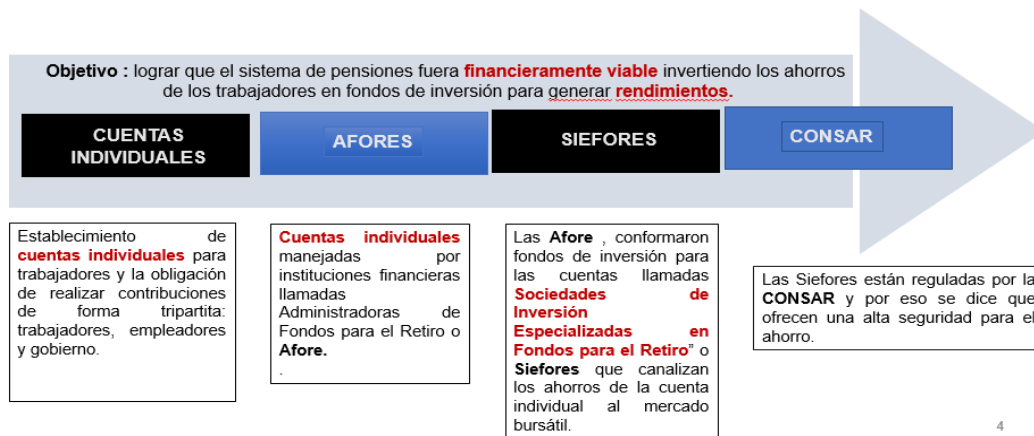 Objetivo : lograr que el sistema de pensiones fuera financieramente viable invirtiendo los ahorros
de los trabajadores en fondos de inversión para generar rendimientos.
CUENTAS
INDIVIDUALES
AFORES
SIEFORES
CONSAR
Establecimiento de
cuentas individuales para
trabajadores y la obligación
de realizar contribuciones
de forma tripartita:
trabajadores, empleadores
y gobierno.
Cuentas individuales
manejadas por
instituciones financieras
llamadas
Administradoras de
Fondos para el Retiro o
Afore.
.
Las Afore , conformaron
fondos de inversión para
las cuentas llamadas
Sociedades de
Inversión
Especializadas en
Fondos para el Retiro” o
Siefores que canalizan
los ahorros de la cuenta
individual al mercado
bursátil.
Las Siefores están reguladas por la
CONSAR y por eso se dice que
ofrecen una alta seguridad para el
ahorro.
4